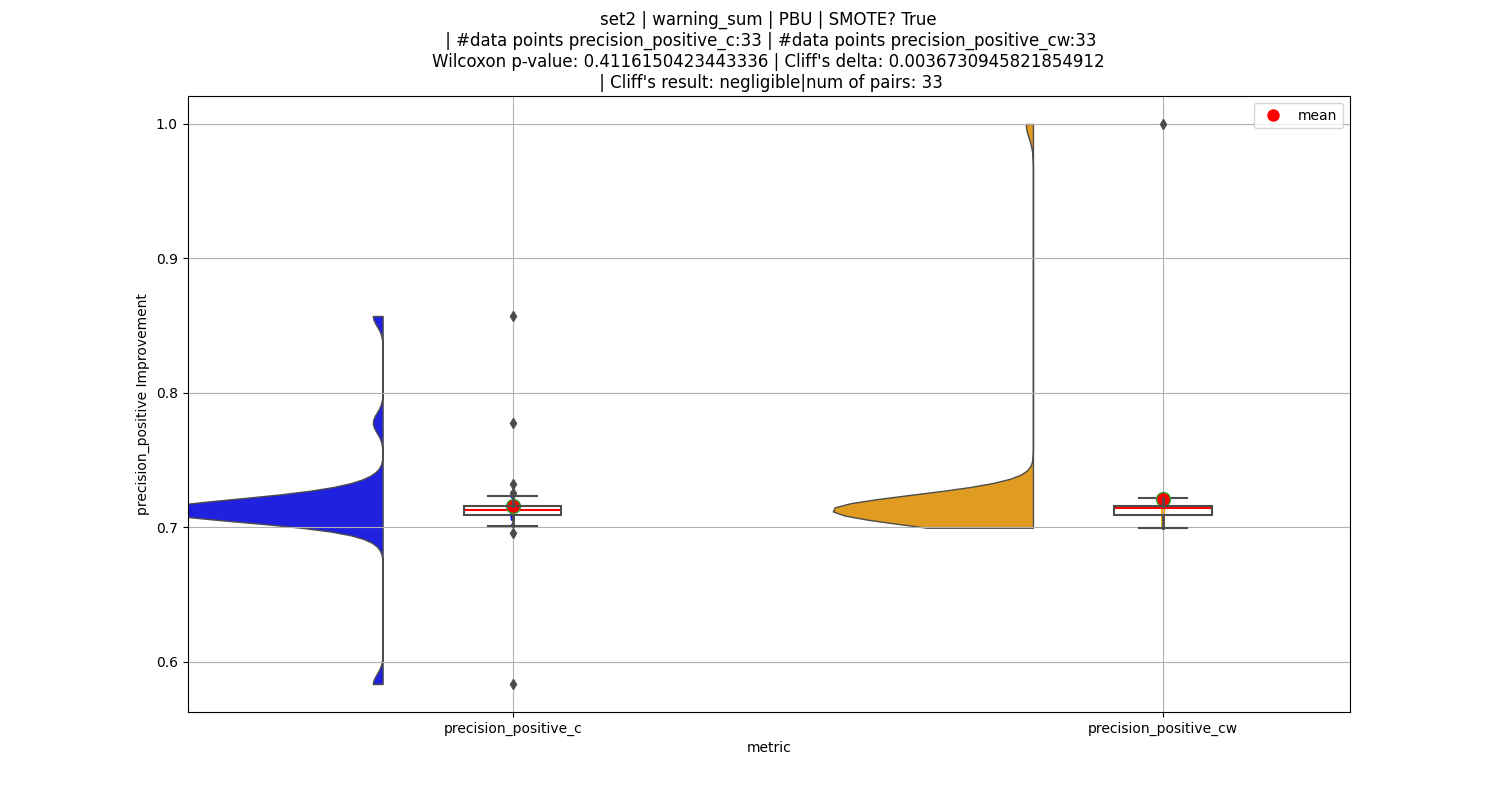 set2 | warning_sum | PBU | SMOTE? True
| #data points precision_positive_c:33 | #data points precision_positive_cw:33
Wilcoxon p-value: 0.4116150423443336 | Cliff's delta: 0.0036730945821854912
| Cliff's result: negligible|num of pairs: 33
mean
1.0
0.9
0.8
0.7
0.6
precision_positive Improvement
precision_positive_c
precision_positive_cw
metric